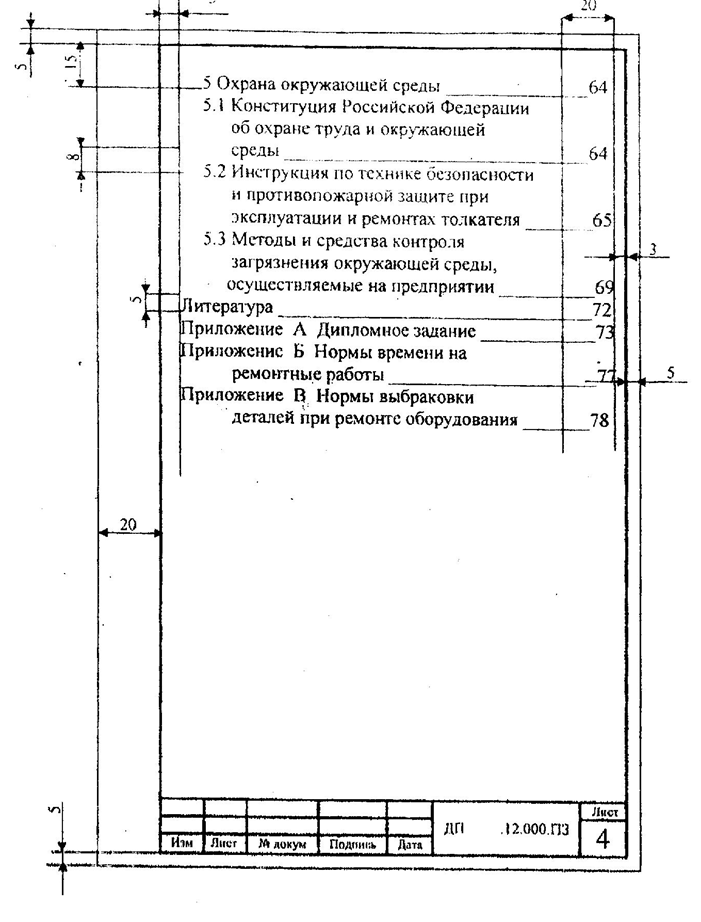 20
5
15
5 Охрана окружающей среды 64
5.1 Конституция Российской Федерации
об охране труда и окружающей
среды 64
8
5.2 Инструкция по технике безопасности
и противопожарной защите при
эксплуатации и ремонтах толкателя 65
5.3 Методы и средства контроля
загрязнения окружающей среды,
осуществляемые на предприятии 69
3
5
Литература 72
Приложение А Дипломное задание 73
Приложение Б Нормы времени на
ремонтные работы 77
5
Приложение В Нормы выбраковки
деталей при ремонте оборудования 78
20
5
ДП .12.000.ПЗ
Лист
4
Изм Лист № докум Подпись Дата